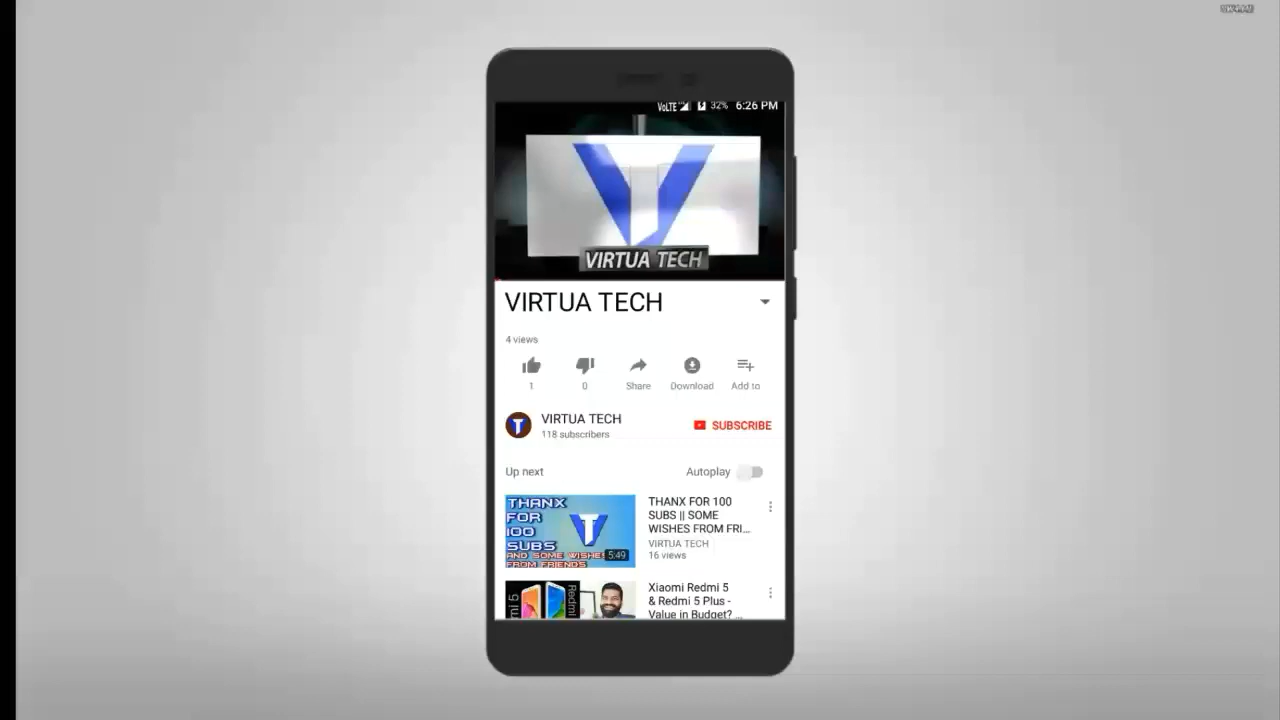 VoLTE 32% 6:26 PM
VIRTUA TECH
VIRTUA TECH
4 views
1 0 Share Download Add to
VIRTUA TECH
118 subscribers
SUBSCRIBE
Up next Autoplay
THANX
FOR
100
SUBS
AND SOME WISHES
FROM FRIENDS
5:49
THANX FOR 100
SUBS || SOME
WISHES FROM FRI...
VIRTUA TECH
16 views
mi 5
Redmi
Xiaomi Redmi 5
& Redmi 5 Plus -
Value in Budget? ...